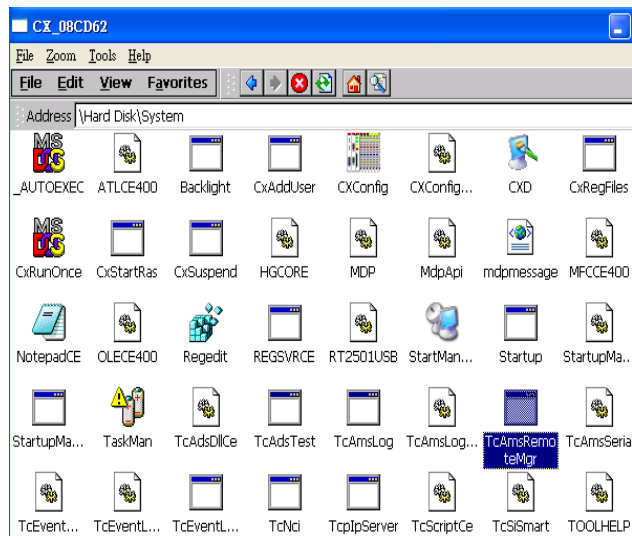 CX_08CD62
File Zoom Tools Help
File Edit View Favorites
Address \Hard Disk\System
_AUTOEXEC ATLCE400 Backlight CxAddUser CXConfig CXConfig... CXD CxRegFiles
CxRunOnce CxStartRas CxSuspend HGCORE MDP MdpApi mdpmessage MFCCE400
NotepadCE OLECE400 Regedit REGSVRCE RT2501USB StartMan... Startup StartupMa...
StartupMa... TaskMan TcAdsDllCe TcAdsTest TcAmsLog TcAmsLog... TcAmsRemo TcAmsSeria
teMgr
TcEvent... TcEventL... TcEventL... TcNci TcpIpServer TcScriptCe TcSiSmart TOOLHELP